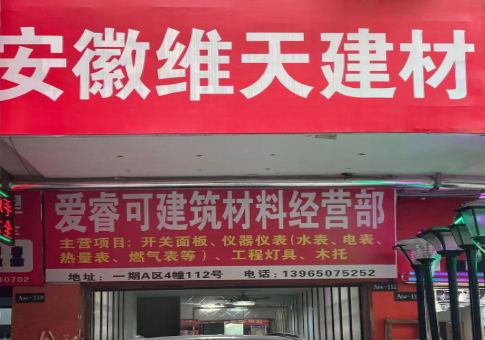 安徽维天建材
爱睿可建筑材料经营部
主营项目：开关面板、仪器仪表（水表、电表、
热量表、燃气表等）、工程灯具、木托
地址：一期A区4幢112号 电话：13965075252